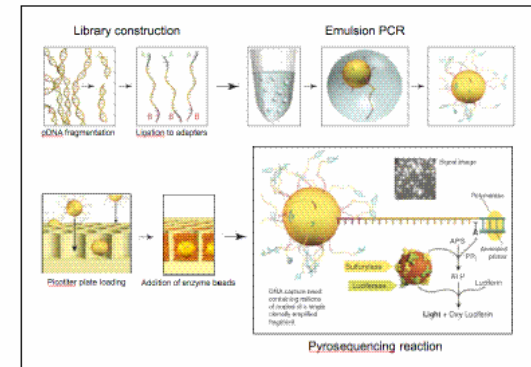 Library construction
Emulsion PCR
A A A
B B B
gDNA fragmentation
Ligation to adapters
Signal image
Polymerase
Annealed
primer
APS
PPi
Sulfurylase
Luciferase
ATP
Luciferin
Light + Oxy Luciferin
DNA capture bead
containing millions
of copies of a single
clonally amplified
fragment
Picotiter plate loading
Addition of enzyme beads
Pyrosequencing reaction